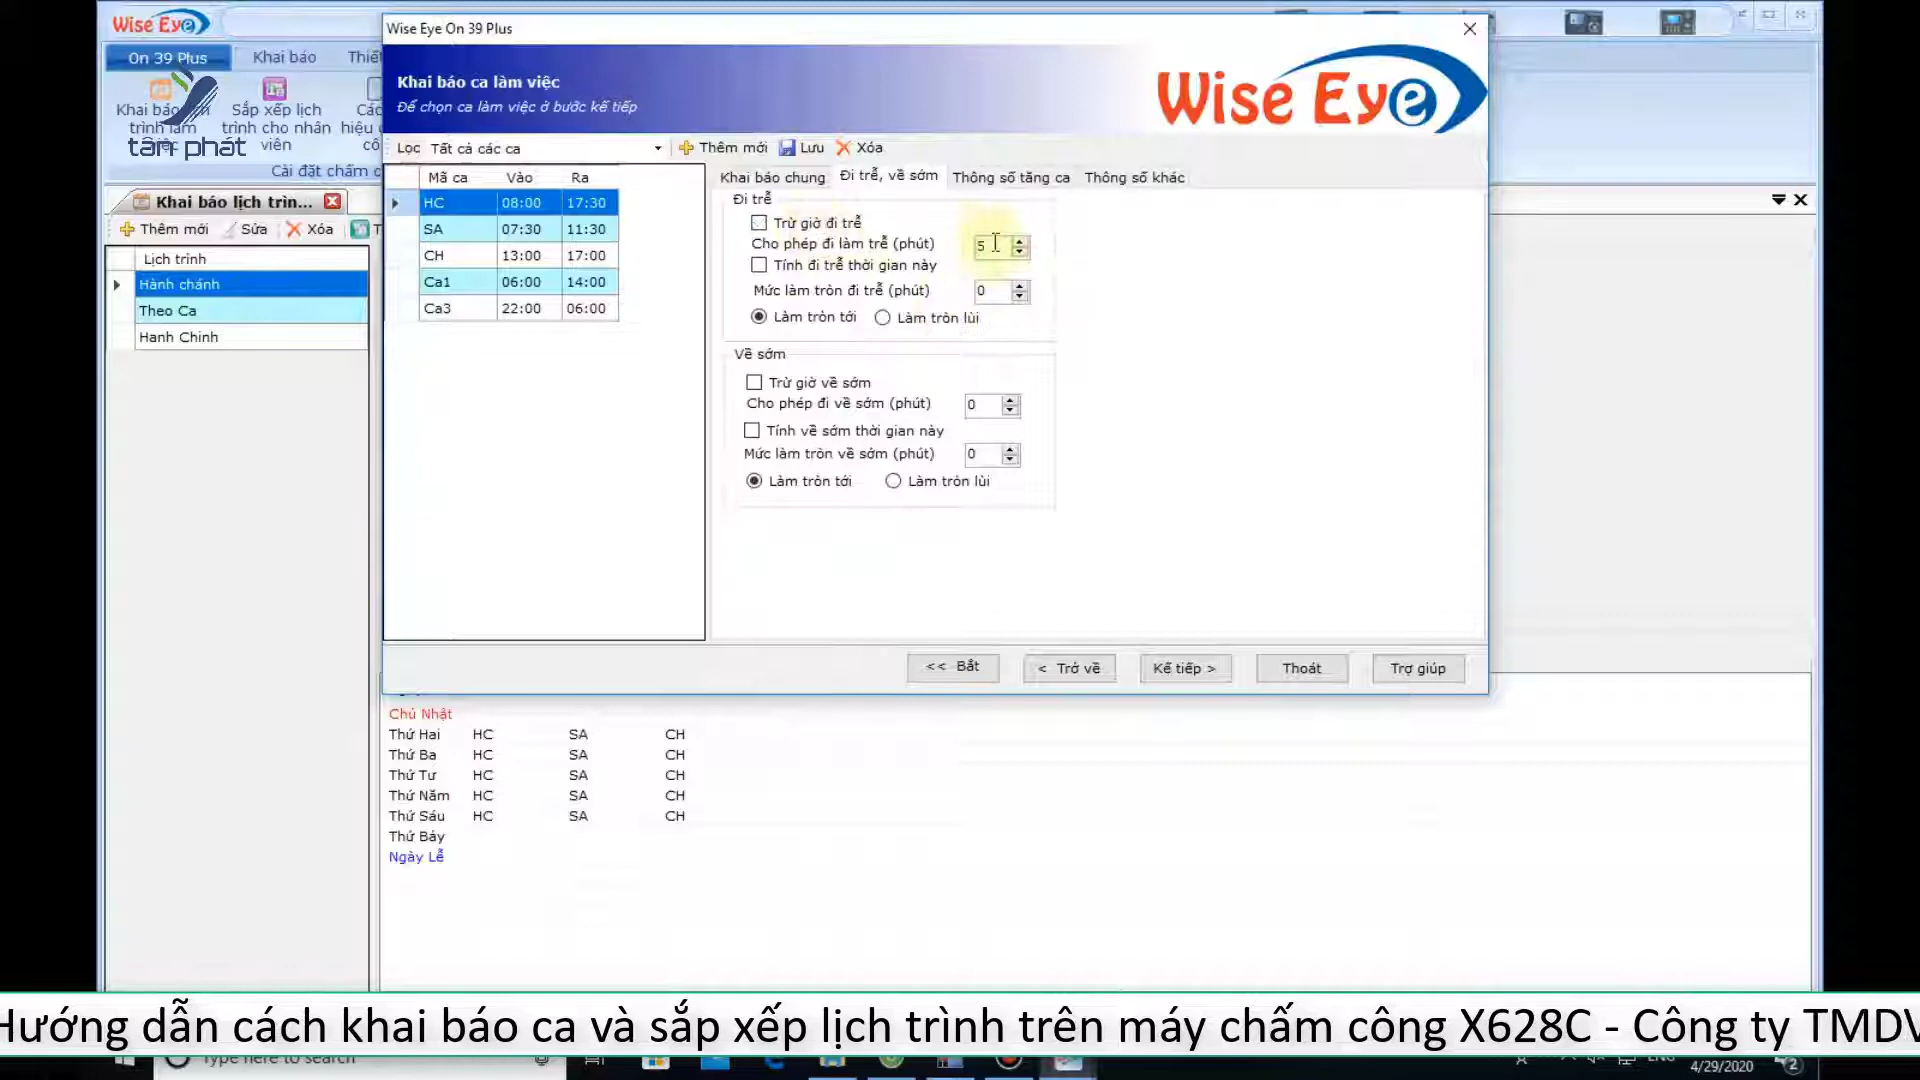 Wise Eye
On 39 Plus
Khai báo
Sắp xếp lịch
trình cho nhân
viên
Cài đặt chấm c
tân phát
Khai báo lịch trìn...
Thêm mới
Sửa
Xóa
Lịch trình
Hành chánh
Theo Ca
Hanh Chinh
Wise Eye On 39 Plus
Khai báo ca làm việc
Để chọn ca làm việc ở bước kế tiếp
Wise Eye
Lọc Tất cả các ca
Thêm mới
Lưu
Xóa
Mã ca Vào Ra
HC 08:00 17:30
SA 07:30 11:30
CH 13:00 17:00
Ca1 06:00 14:00
Ca3 22:00 06:00
Khai báo chung
Đi trễ, về sớm
Thông số tăng ca
Thông số khác
Đi trễ
Trừ giờ đi trễ
Cho phép đi làm trễ (phút) 5
Tính đi trễ thời gian này
Mức làm tròn đi trễ (phút) 0
Làm tròn tới Làm tròn lùi
Về sớm
Trừ giờ về sớm
Cho phép đi về sớm (phút) 0
Tính về sớm thời gian này
Mức làm tròn về sớm (phút) 0
Làm tròn tới Làm tròn lùi
<< Bắt
< Trở về
Kế tiếp >
Thoát
Trợ giúp
Chủ Nhật
Thứ Hai HC SA CH
Thứ Ba HC SA CH
Thứ Tư HC SA CH
Thứ Năm HC SA CH
Thứ Sáu HC SA CH
Thứ Bảy
Ngày Lễ
Hướng dẫn cách khai báo ca và sắp xếp lịch trình trên máy chấm công X628C - Công ty TMDV
Type here to search
4/29/2020